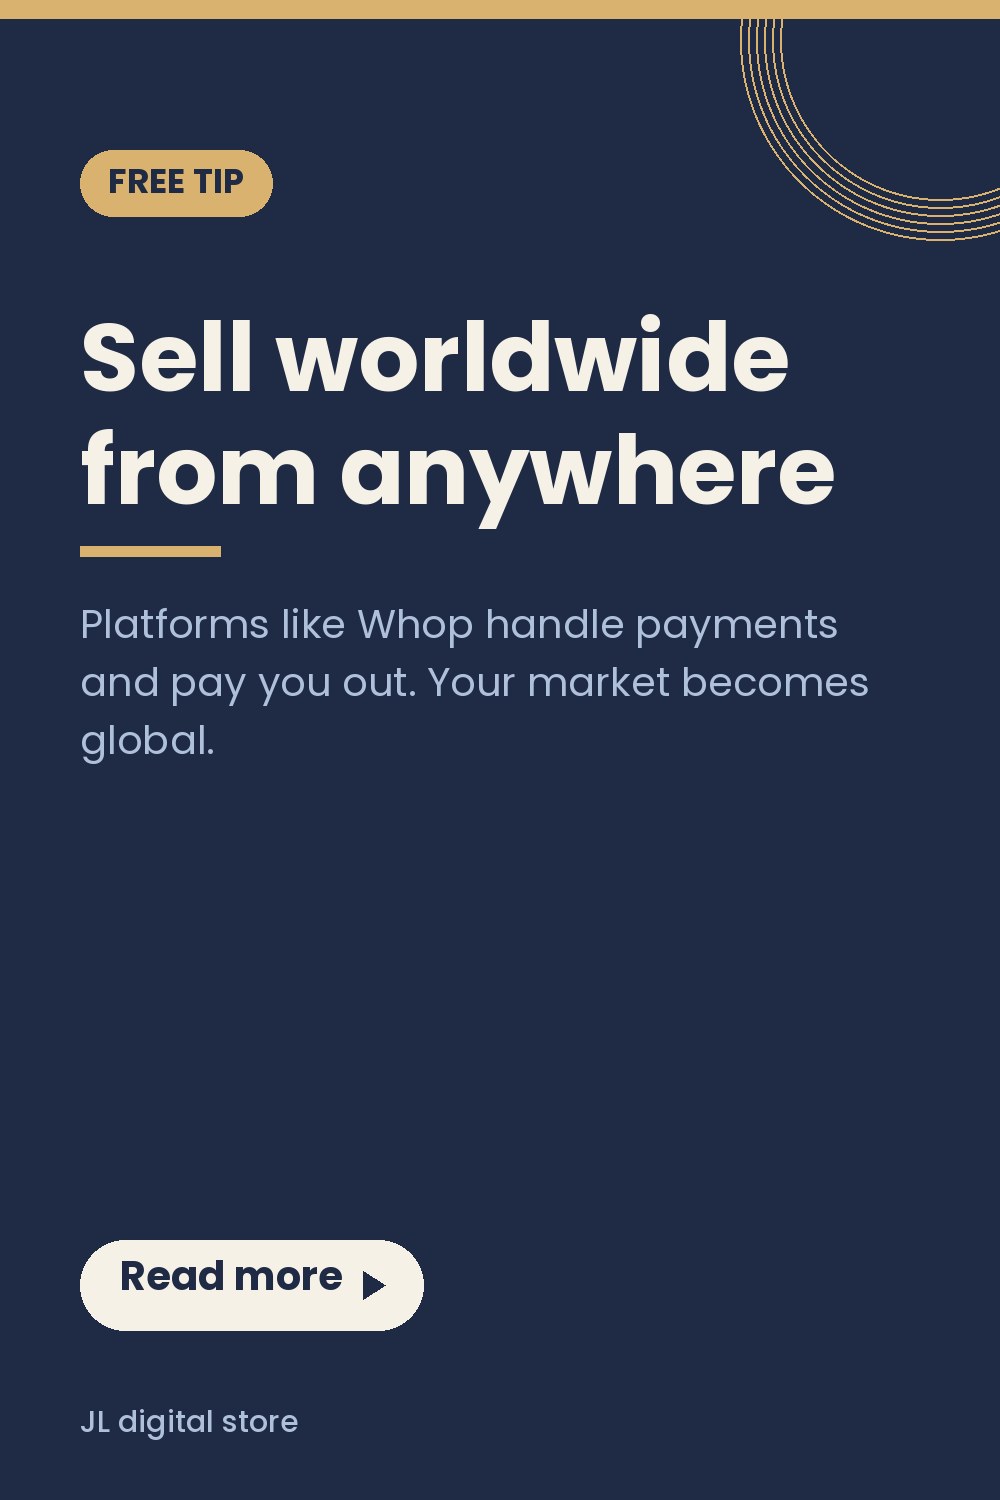 FREE TIP
Sell worldwide
from anywhere
Platforms like Whop handle payments
and pay you out. Your market becomes
global.
Read more
JL digital store